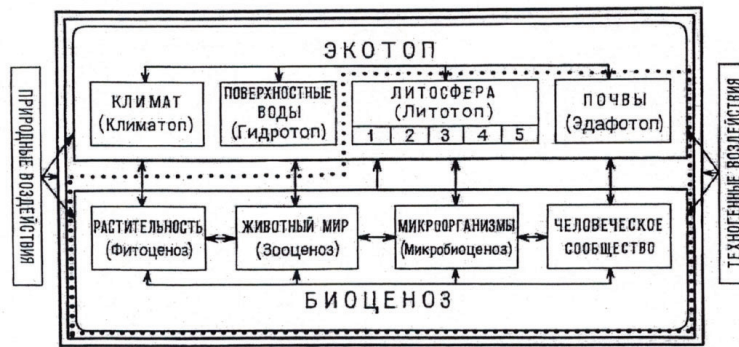 ЭКОТОП
ПРИРОДНЫЕ ВОЗДЕЙСТВИЯ
КЛИМАТ
(Климатоп)
ПОВЕРХНОСТНЫЕ
ВОДЫ
(Гидротоп)
ЛИТОСФЕРА
(Литотоп)
1 2 3 4 5
ПОЧВЫ
(Эдафотоп)
ТЕХНОГЕННЫЕ ВОЗДЕЙСТВИЯ
РАСТИТЕЛЬНОСТЬ
(Фитоценоз)
ЖИВОТНЫЙ МИР
(Зооценоз)
МИКРООРГАНИЗМЫ
(Микробиоценоз)
ЧЕЛОВЕЧЕСКОЕ
СООБЩЕСТВО
БИОЦЕНОЗ